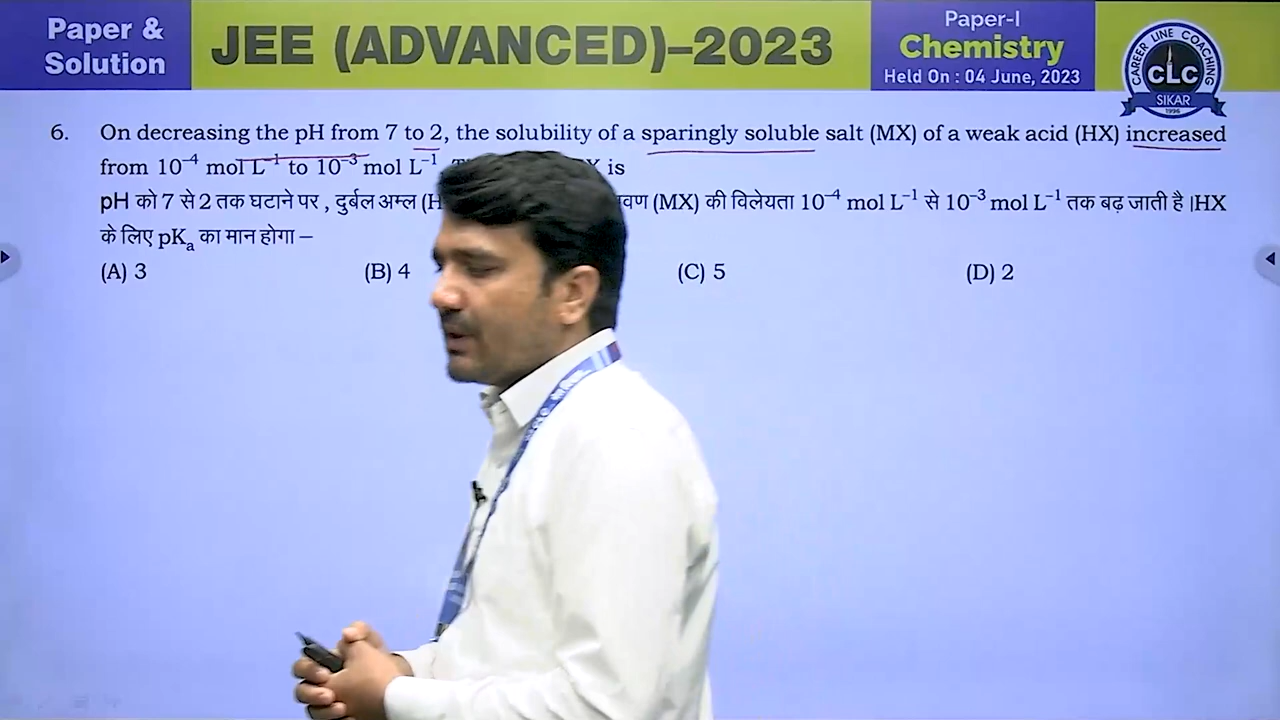 Paper &
Solution
JEE (ADVANCED)–2023
Paper-I
Chemistry
Held On : 04 June, 2023
CAREER LINE COACHING
CLC
SIKAR
1996
6. On decreasing the pH from 7 to 2, the solubility of a sparingly soluble salt (MX) of a weak acid (HX) increased
from 10⁻⁴ mol L⁻¹ to 10⁻³ mol L⁻¹. is
pH को 7 से 2 तक घटाने पर , दुर्बल अम्ल (H (MX) की विलेयता 10⁻⁴ mol L⁻¹ से 10⁻³ mol L⁻¹ तक बढ़ जाती है।HX
के लिए pKₐ का मान होगा –
(A) 3 (B) 4 (C) 5 (D) 2